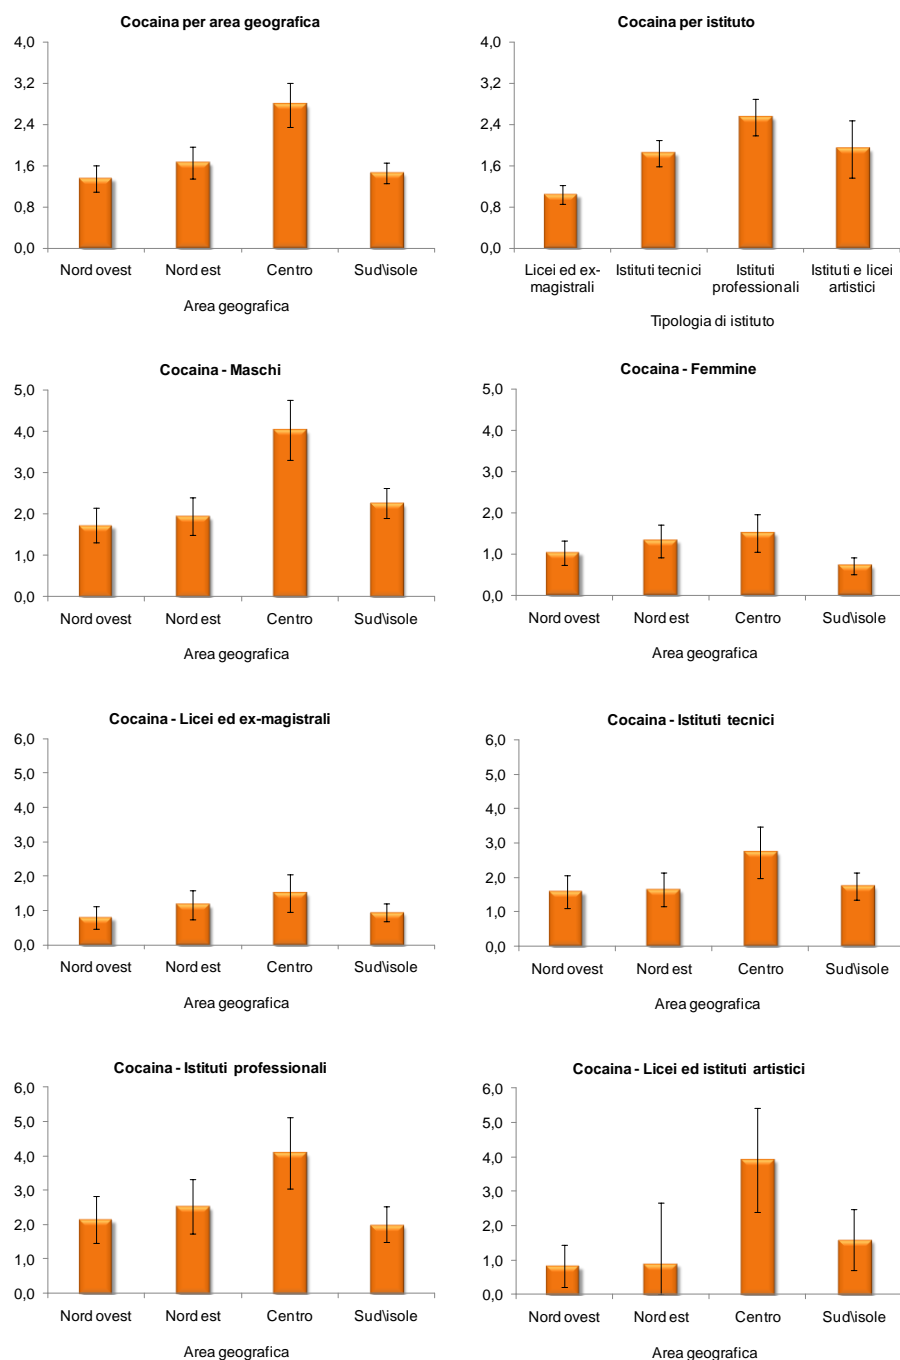 Cocaina per area geografica
4,0
3,2
2,4
1,6
0,8
0,0
Nord ovest Nord est Centro Sud\isole
Area geografica
Cocaina per istituto
4,0
3,2
2,4
1,6
0,8
0,0
Licei ed ex- Istituti tecnici Istituti Istituti e licei
magistrali professionali artistici
Tipologia di istituto
Cocaina - Maschi
5,0
4,0
3,0
2,0
1,0
0,0
Nord ovest Nord est Centro Sud\isole
Area geografica
Cocaina - Femmine
5,0
4,0
3,0
2,0
1,0
0,0
Nord ovest Nord est Centro Sud\isole
Area geografica
Cocaina - Licei ed ex-magistrali
6,0
5,0
4,0
3,0
2,0
1,0
0,0
Nord ovest Nord est Centro Sud\isole
Area geografica
Cocaina - Istituti tecnici
6,0
5,0
4,0
3,0
2,0
1,0
0,0
Nord ovest Nord est Centro Sud\isole
Area geografica
Cocaina - Istituti professionali
6,0
5,0
4,0
3,0
2,0
1,0
0,0
Nord ovest Nord est Centro Sud\isole
Area geografica
Cocaina - Licei ed istituti artistici
6,0
5,0
4,0
3,0
2,0
1,0
0,0
Nord ovest Nord est Centro Sud\isole
Area geografica